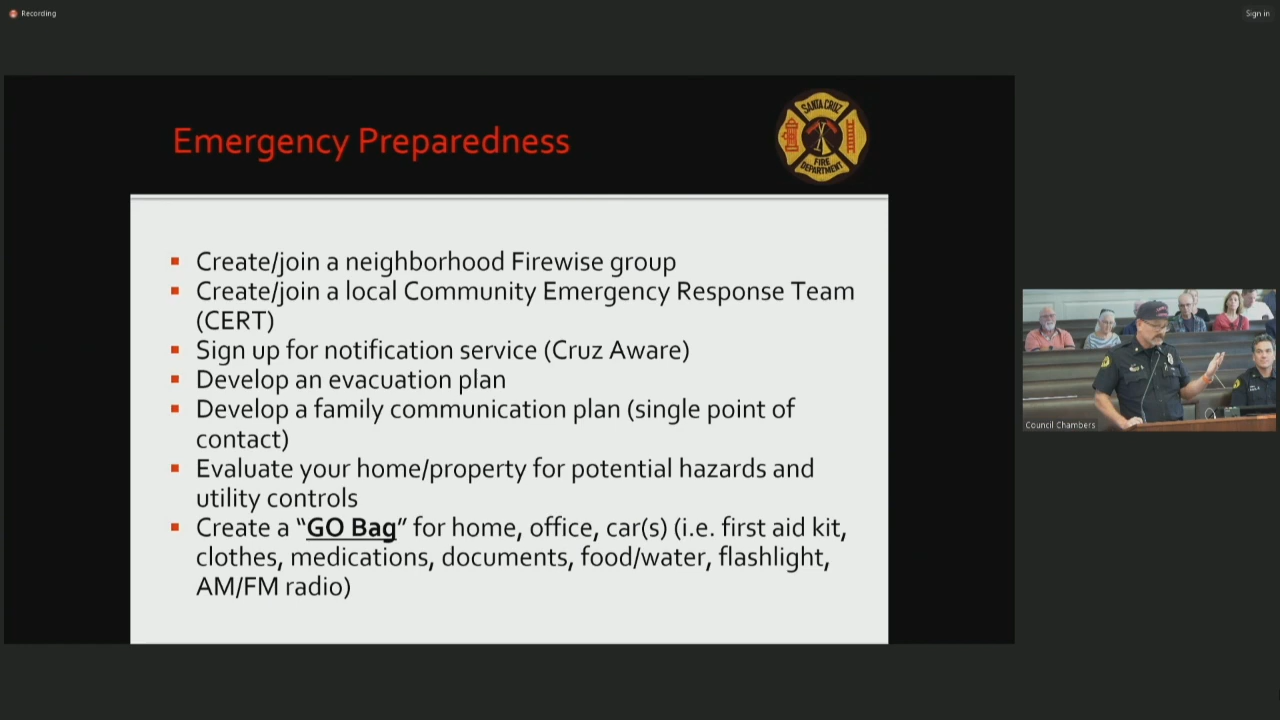 Recording
Sign in
Emergency Preparedness
SANTA CRUZ
FIRE
DEPARTMENT
Create/join a neighborhood Firewise group
Create/join a local Community Emergency Response Team
(CERT)
Sign up for notification service (Cruz Aware)
Develop an evacuation plan
Develop a family communication plan (single point of
contact)
Evaluate your home/property for potential hazards and
utility controls
Create a “GO Bag” for home, office, car(s) (i.e. first aid kit,
clothes, medications, documents, food/water, flashlight,
AM/FM radio)
Council Chambers